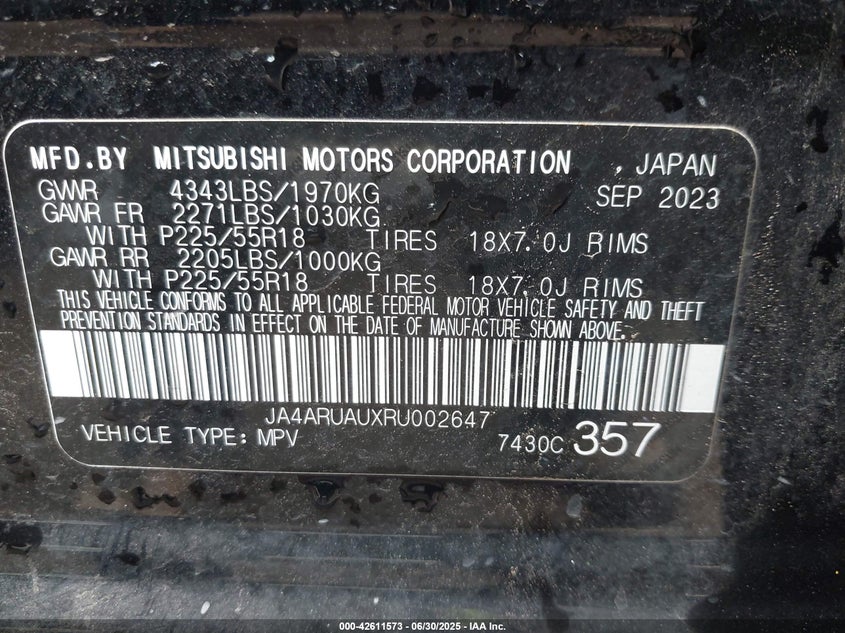 MFD.BY MITSUBISHI MOTORS CORPORATION , JAPAN
GVWR 4343LBS/1970KG SEP 2023
GAWR FR 2271LBS/1030KG
WITH P225/55R18 TIRES 18X7.0J RIMS
GAWR RR 2205LBS/1000KG
WITH P225/55R18 TIRES 18X7.0J RIMS
THIS VEHICLE CONFORMS TO ALL APPLICABLE FEDERAL MOTOR VEHICLE SAFETY AND THEFT
PREVENTION STANDARDS IN EFFECT ON THE DATE OF MANUFACTURE SHOWN ABOVE.
JA4ARUAUXRU002647
VEHICLE TYPE: MPV 7430C 357
000-42611573 - 06/30/2025 - IAA Inc.